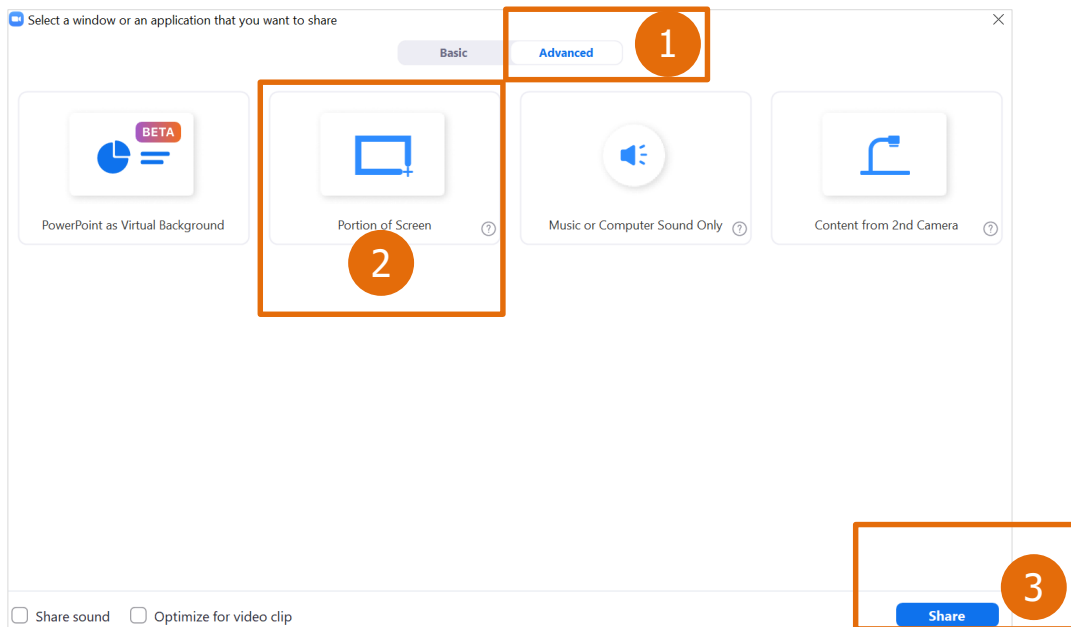 Select a window or an application that you want to share
Basic
Advanced
1
BETA
PowerPoint as Virtual Background
Portion of Screen
?
Music or Computer Sound Only
?
Content from 2nd Camera
?
2
Share sound
Optimize for video clip
Share
3